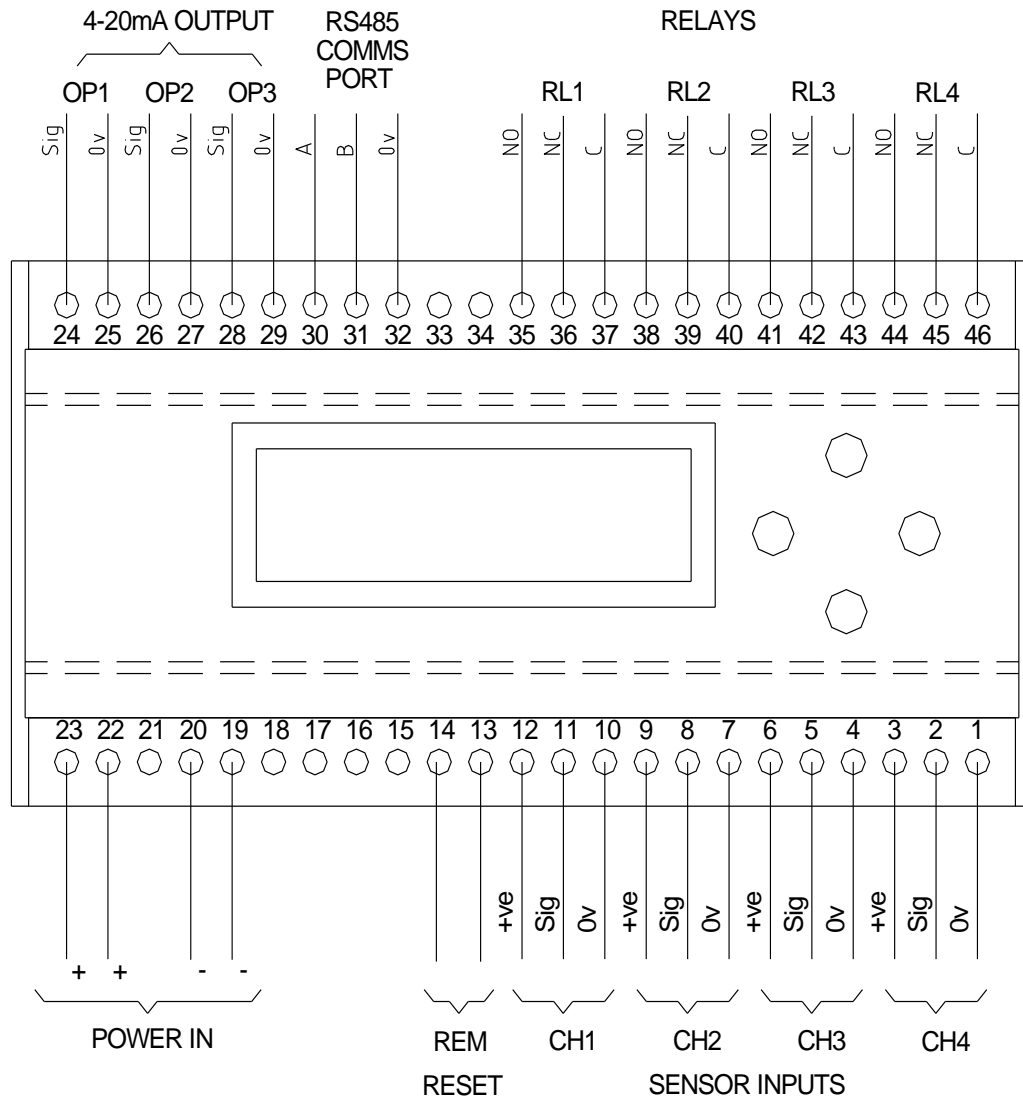 4-20mA OUTPUT
RS485
COMMS
PORT
RELAYS
OP1 OP2 OP3
RL1 RL2 RL3 RL4
Sig 0v Sig 0v Sig 0v A B 0v NO NC C NO NC C NO NC C NO NC C
24 25 26 27 28 29 30 31 32 33 34 35 36 37 38 39 40 41 42 43 44 45 46
23 22 21 20 19 18 17 16 15 14 13 12 11 10 9 8 7 6 5 4 3 2 1
+ve Sig 0v +ve Sig 0v +ve Sig 0v +ve Sig 0v
+ + - -
POWER IN
REM
RESET
CH1 CH2 CH3 CH4
SENSOR INPUTS